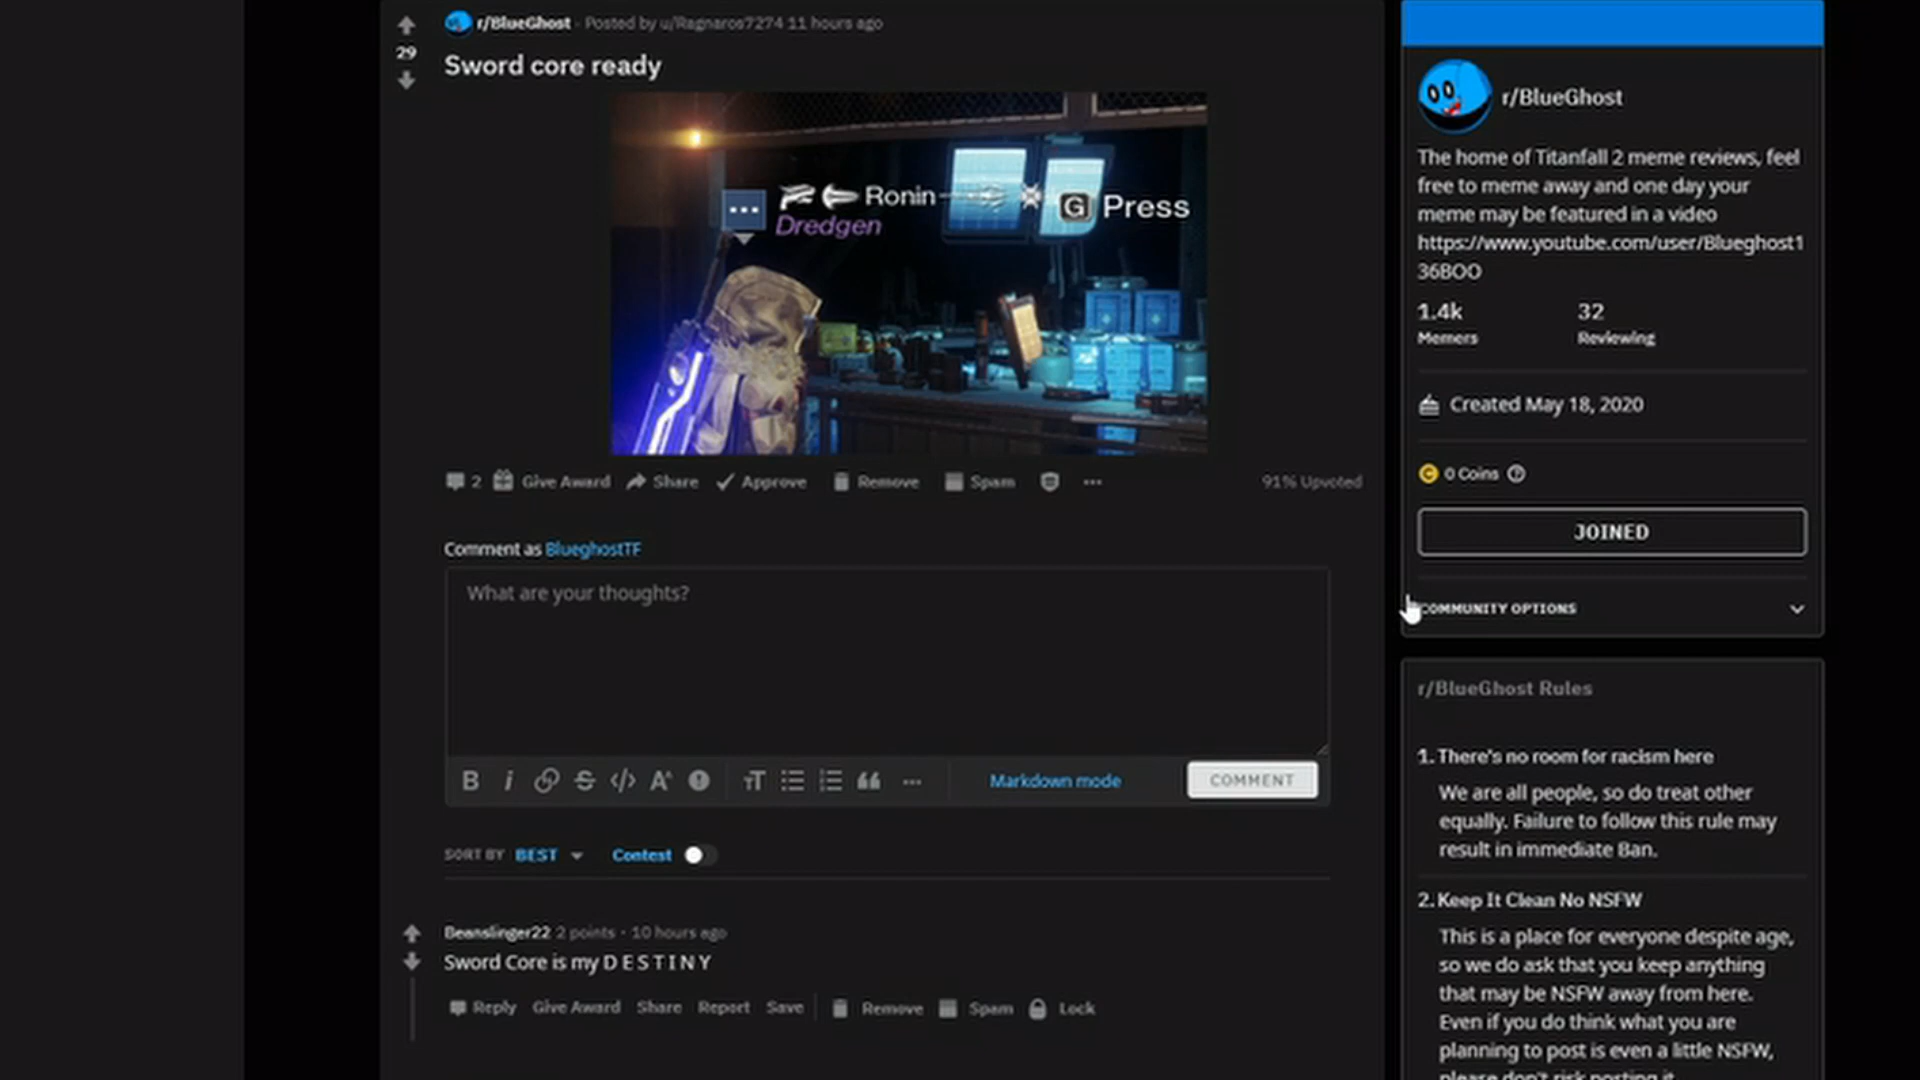 r/BlueGhost · Posted by u/Ragnaros7274 11 hours ago
29
Sword core ready
Ronin
Dredgen
G Press
2 Give Award Share Approve Remove Spam ... 91% Upvoted
Comment as BlueghostTF
What are your thoughts?
B i Markdown mode COMMENT
SORT BY BEST Contest
Beanslinger22 2 points · 10 hours ago
Sword Core is my D E S T I N Y
Reply Give Award Share Report Save Remove Spam Lock
r/BlueGhost
The home of Titanfall 2 meme reviews, feel
free to meme away and one day your
meme may be featured in a video
https://www.youtube.com/user/Blueghost1
36BOO
1.4k 32
Memers Reviewing
Created May 18, 2020
0 Coins
JOINED
COMMUNITY OPTIONS
r/BlueGhost Rules
1. There's no room for racism here
We are all people, so do treat other
equally. Failure to follow this rule may
result in immediate Ban.
2. Keep It Clean No NSFW
This is a place for everyone despite age,
so we do ask that you keep anything
that may be NSFW away from here.
Even if you do think what you are
planning to post is even a little NSFW,
please don't risk posting it